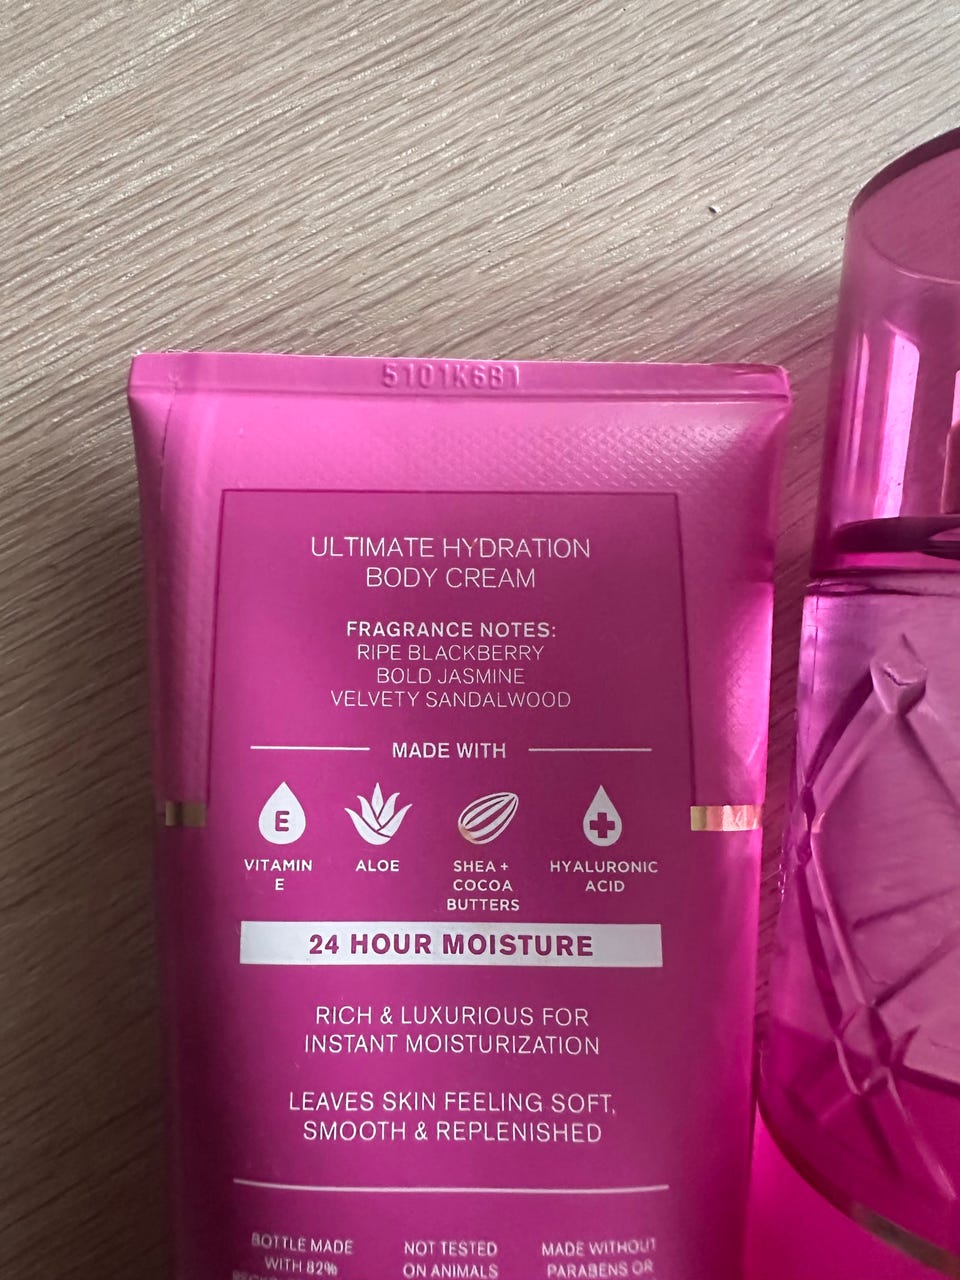 5101K6B1
ULTIMATE HYDRATION
BODY CREAM
FRAGRANCE NOTES:
RIPE BLACKBERRY
BOLD JASMINE
VELVETY SANDALWOOD
MADE WITH
E
VITAMIN
E
ALOE
SHEA +
COCOA
BUTTERS
HYALURONIC
ACID
24 HOUR MOISTURE
RICH & LUXURIOUS FOR
INSTANT MOISTURIZATION
LEAVES SKIN FEELING SOFT,
SMOOTH & REPLENISHED
BOTTLE MADE
WITH 82%
NOT TESTED
ON ANIMALS
MADE WITHOUT
PARABENS OR